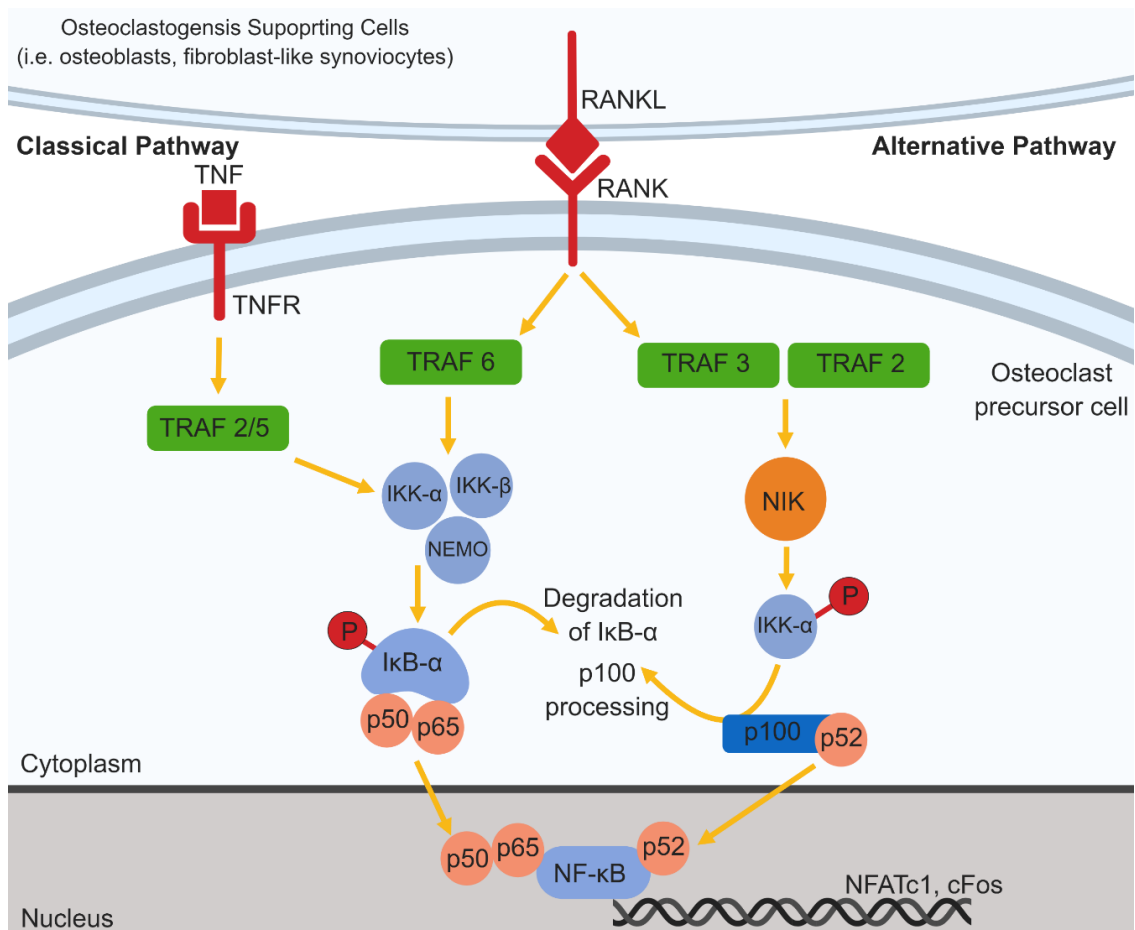 Osteoclastogensis Supoprting Cells
(i.e. osteoblasts, fibroblast-like synoviocytes)
RANKL
Classical Pathway
Alternative Pathway
TNF
RANK
TNFR
TRAF 6
TRAF 3
TRAF 2
Osteoclast
precursor cell
TRAF 2/5
IKK-α
IKK-β
NIK
NEMO
Degradation
of IκB-α
P
IKK-α
P
IκB-α
p100
processing
p50
p65
p100
p52
Cytoplasm
p50
p65
NF-κB
p52
NFATc1, cFos
Nucleus